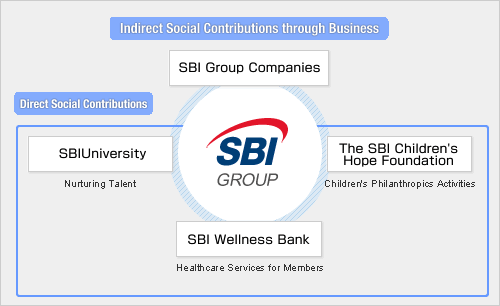 Indirect Social Contributions through Business
SBI Group Companies
Direct Social Contributions
SBIUniversity
Nurturing Talent
SBI
GROUP
The SBI Children's
Hope Foundation
Children's Philanthropics Activities
SBI Wellness Bank
Healthcare Services for Members